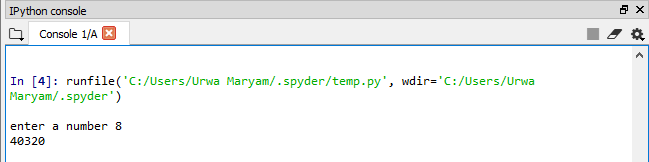 IPython console
Console 1/A
In [4]: runfile('C:/Users/Urwa Maryam/.spyder/temp.py', wdir='C:/Users/Urwa
Maryam/.spyder')
enter a number 8
40320